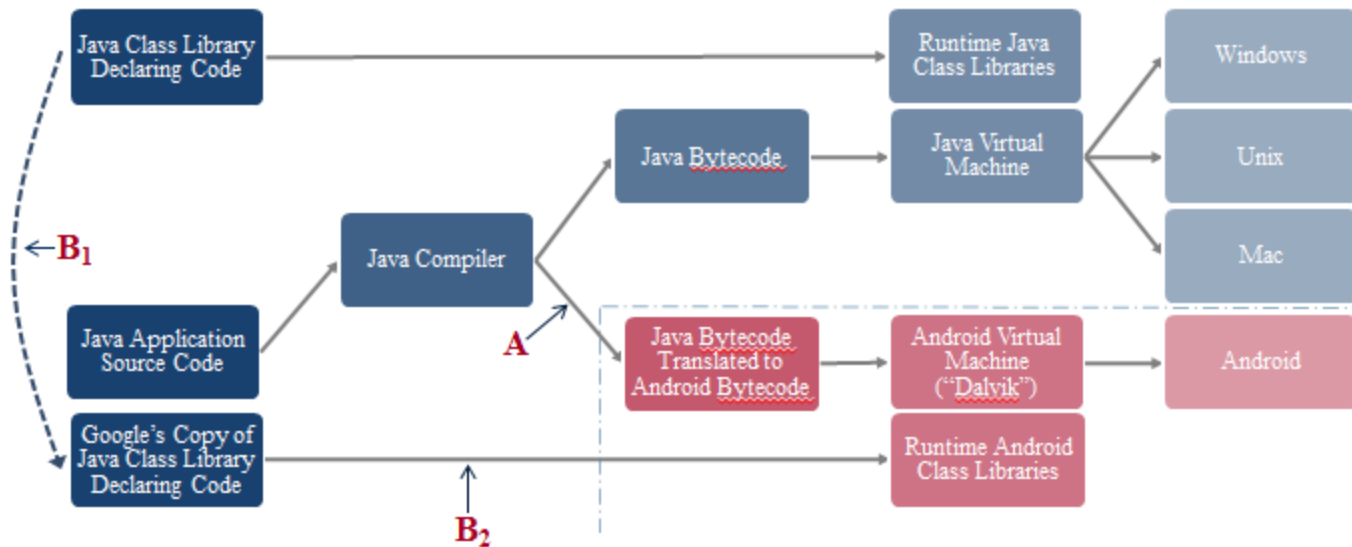 Java Class Library
Declaring Code
Runtime Java
Class Libraries
Windows
Java Bytecode
Java Virtual
Machine
Unix
B1
Java Compiler
Mac
Java Application
Source Code
A
Java Bytecode
Translated to
Android Bytecode
Android Virtual
Machine
(“Dalvik”)
Android
Google’s Copy of
Java Class Library
Declaring Code
Runtime Android
Class Libraries
B2